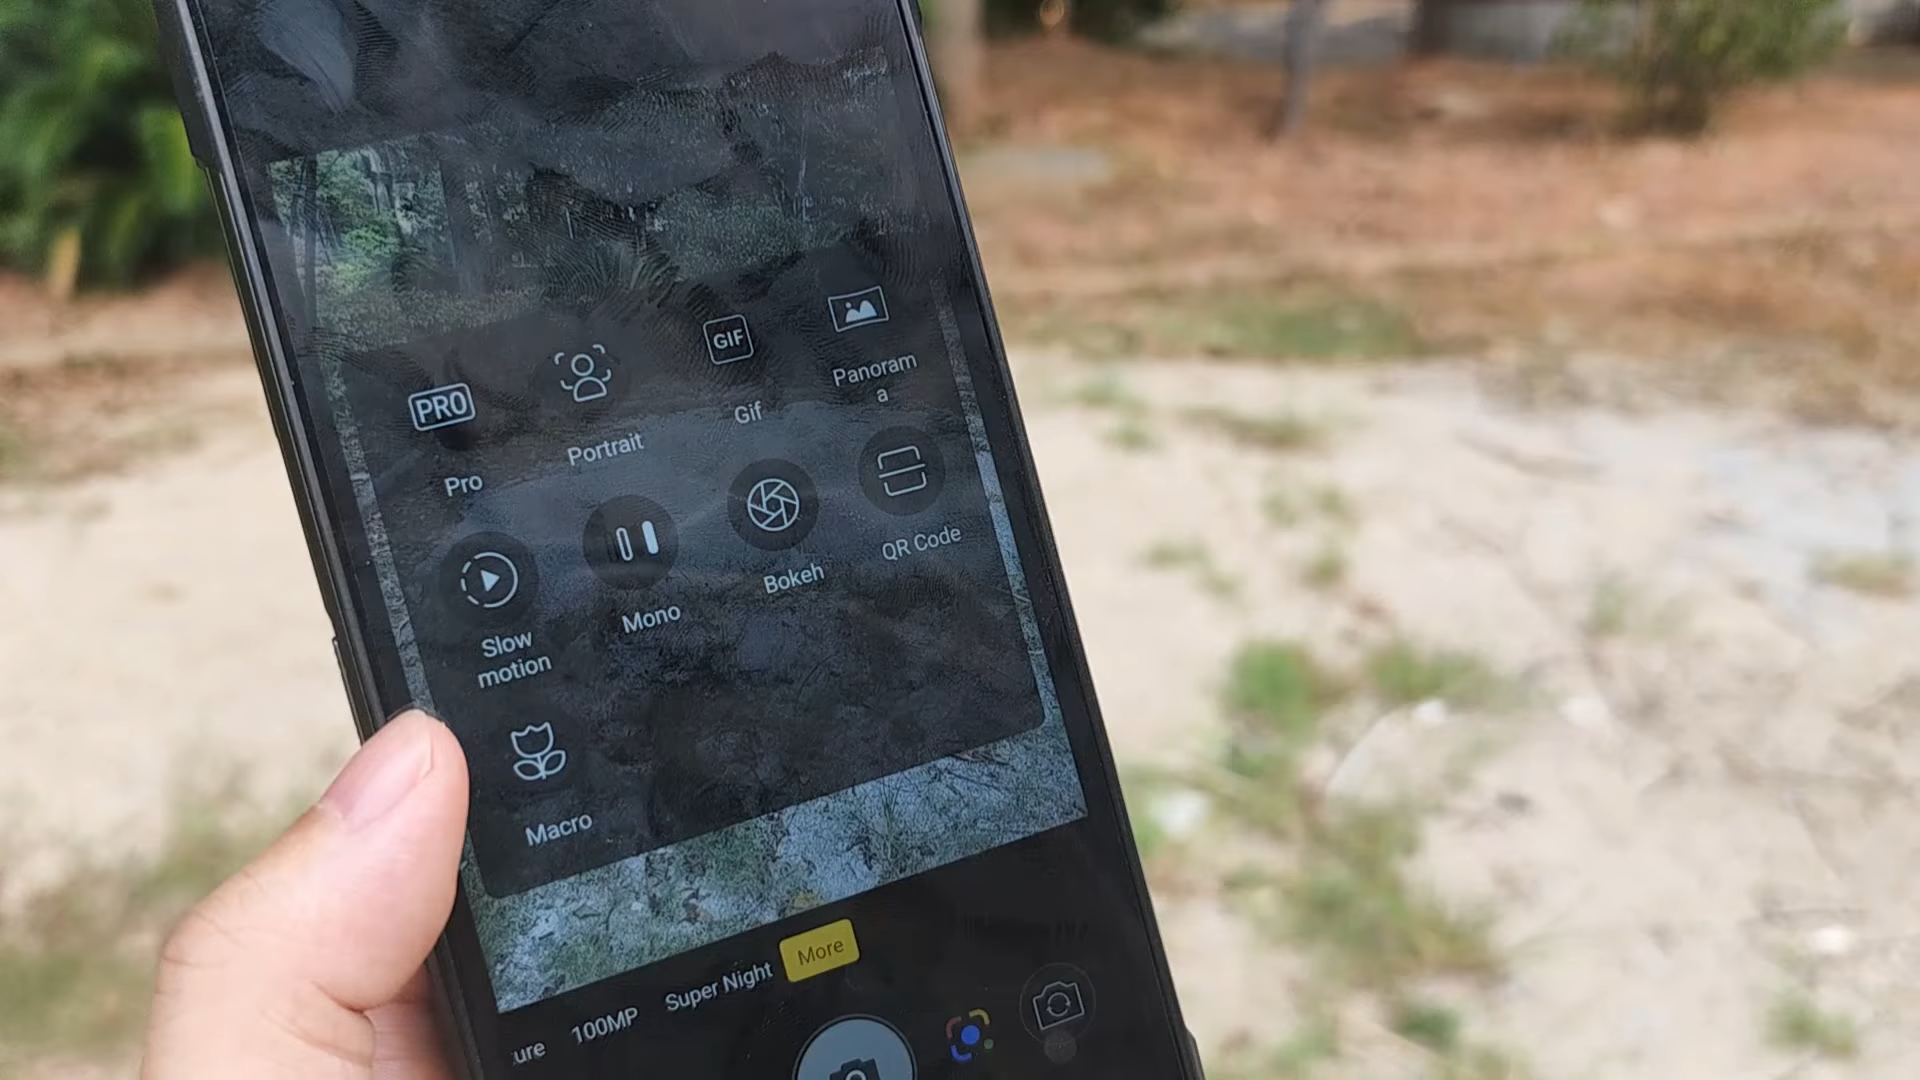 PRO
Pro
Portrait
GIF
Gif
Panoram
a
Slow
motion
Mono
Bokeh
QR Code
Macro
ure
100MP
Super Night
More